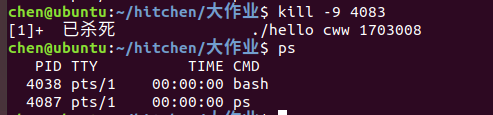 chen@ubuntu:~/hitchen/大作业$ kill -9 4083
[1]+  已杀死               ./hello cww 1703008
chen@ubuntu:~/hitchen/大作业$ ps
   PID TTY          TIME CMD
  4038 pts/1    00:00:00 bash
  4087 pts/1    00:00:00 ps